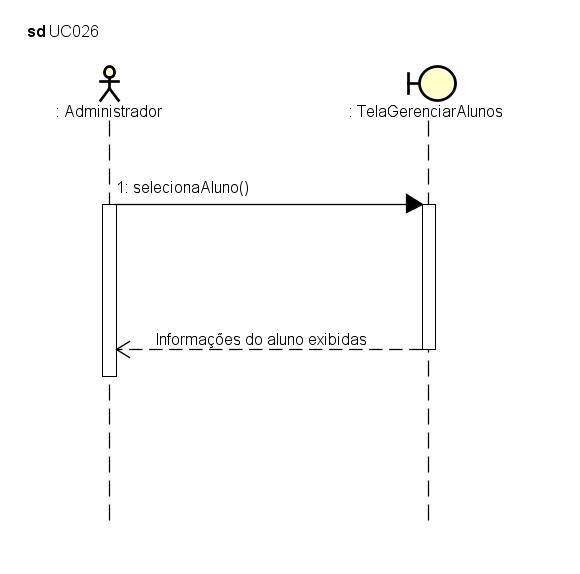 sd UC026
: Administrador
: TelaGerenciarAlunos
1: selecionaAluno()
Informações do aluno exibidas